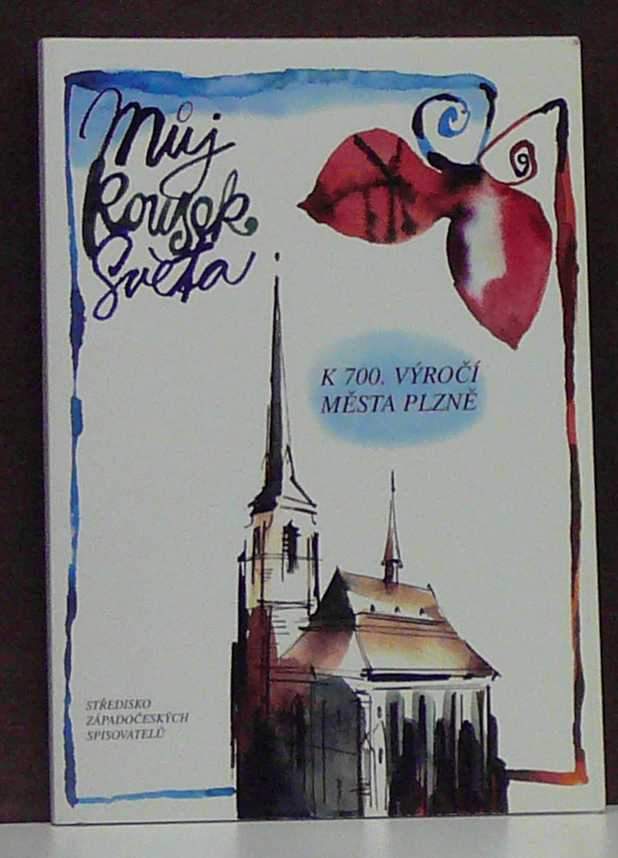 Můj
kousek
Světa
K 700. VÝROČÍ
MĚSTA PLZNĚ
STŘEDISKO
ZÁPADOČESKÝCH
SPISOVATELŮ